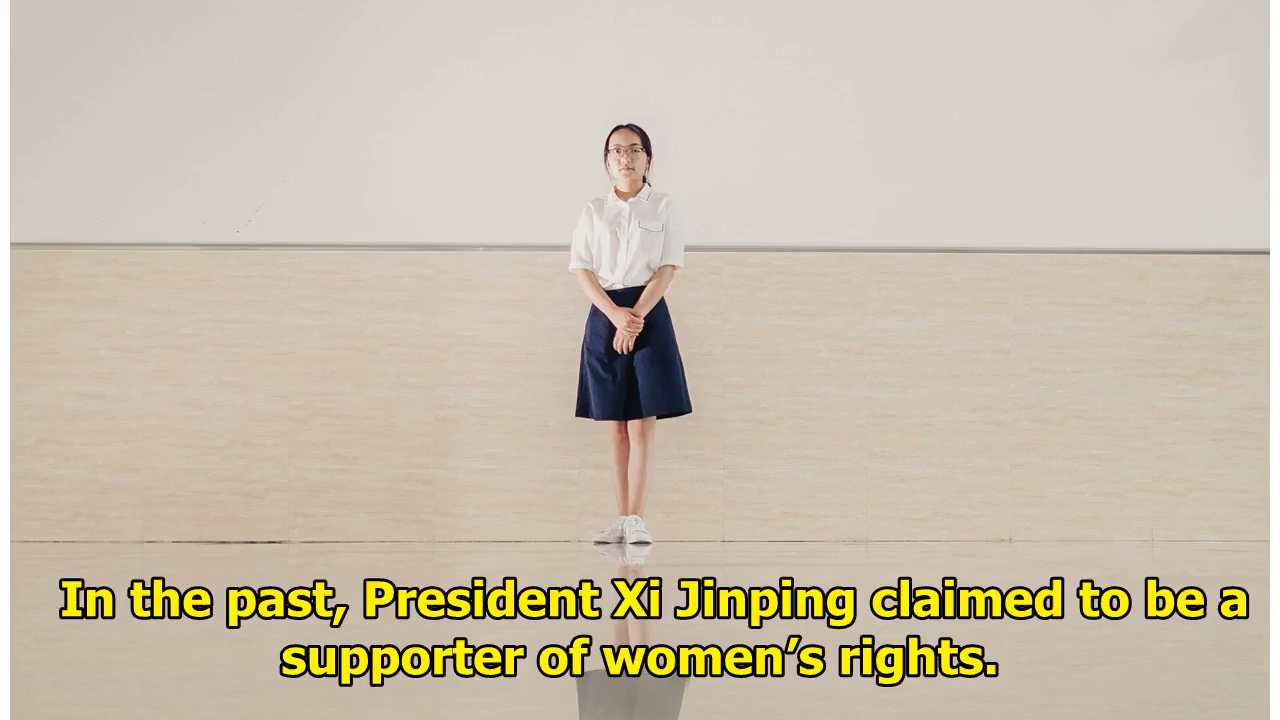 In the past, President Xi Jinping claimed to be a
supporter of women’s rights.